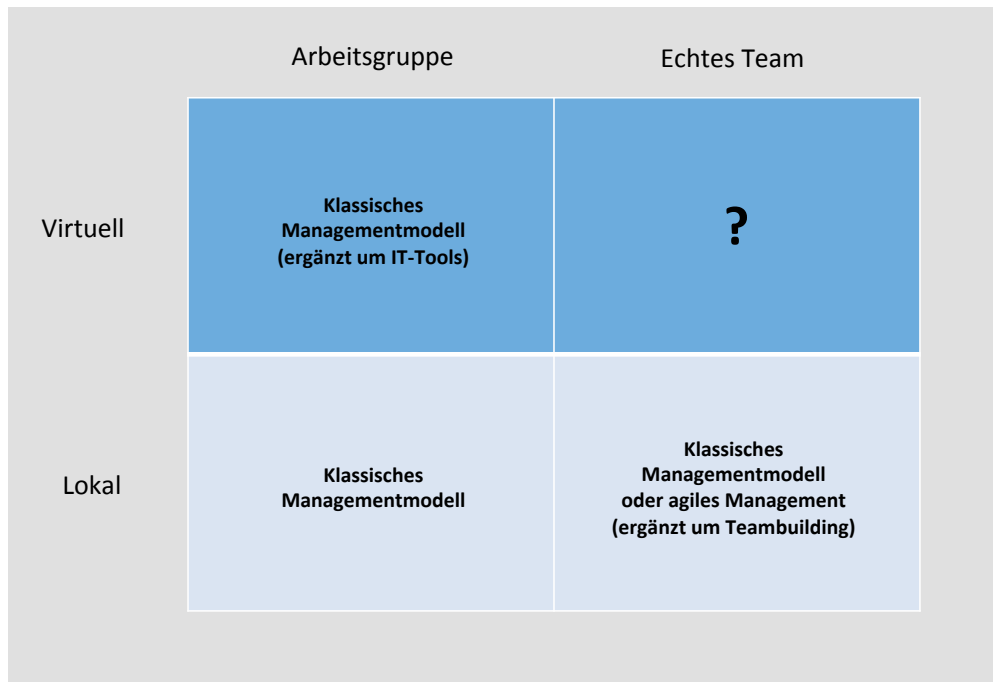 Arbeitsgruppe
Echtes Team
Virtuell
Klassisches
Managementmodell
(ergänzt um IT-Tools)
?
Lokal
Klassisches
Managementmodell
Klassisches
Managementmodell
oder agiles Management
(ergänzt um Teambuilding)